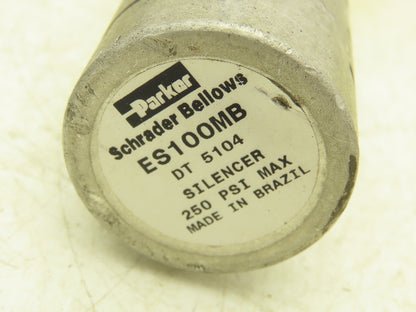 Parker
Schrader Bellows
ES100MB
DT 5104
SILENCER
250 PSI MAX
MADE IN BRAZIL